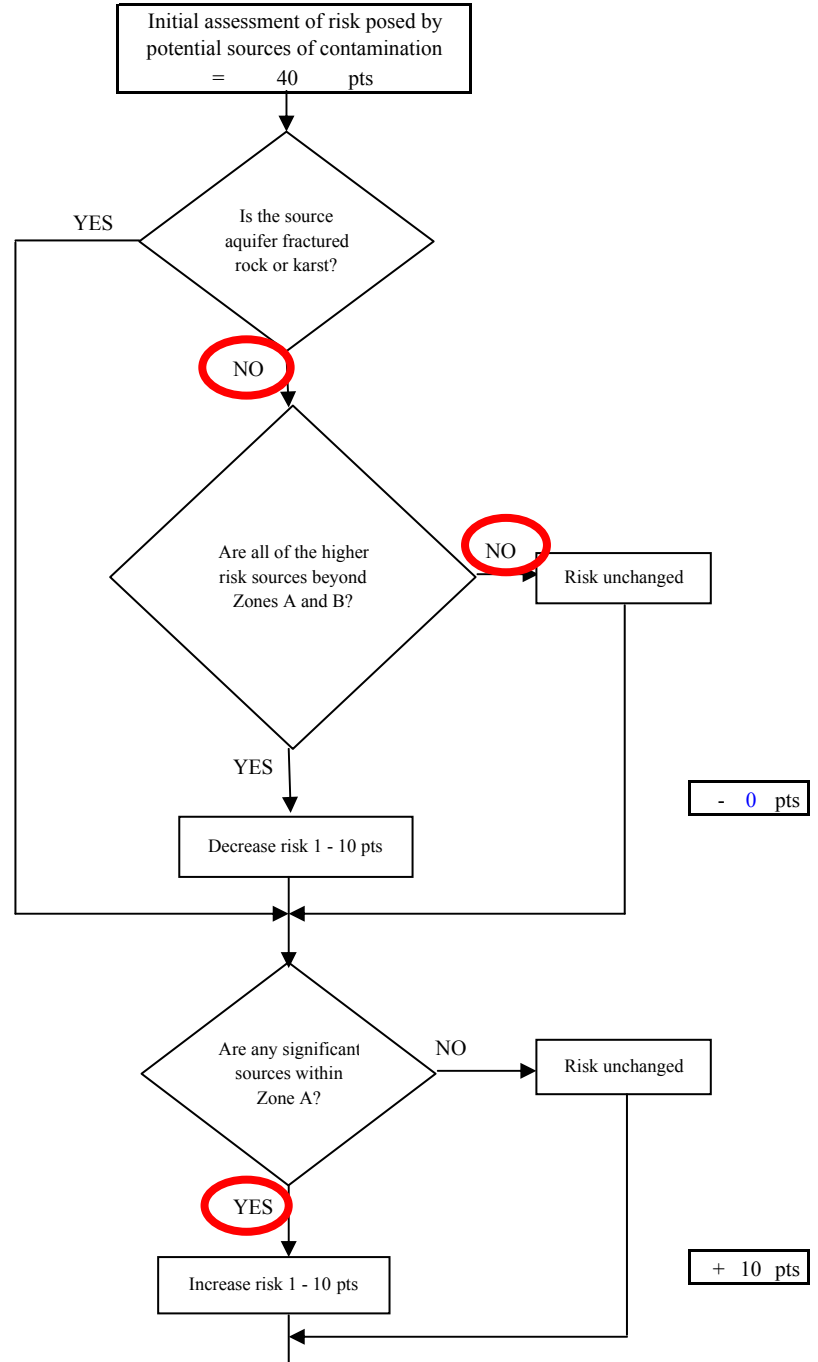 Initial assessment of risk posed by
potential sources of contamination
= 40 pts
YES
Is the source
aquifer fractured
rock or karst?
NO
Are all of the higher
risk sources beyond
Zones A and B?
NO
Risk unchanged
YES
- 0 pts
Decrease risk 1 - 10 pts
Are any significant
sources within
Zone A?
NO
Risk unchanged
YES
+ 10 pts
Increase risk 1 - 10 pts